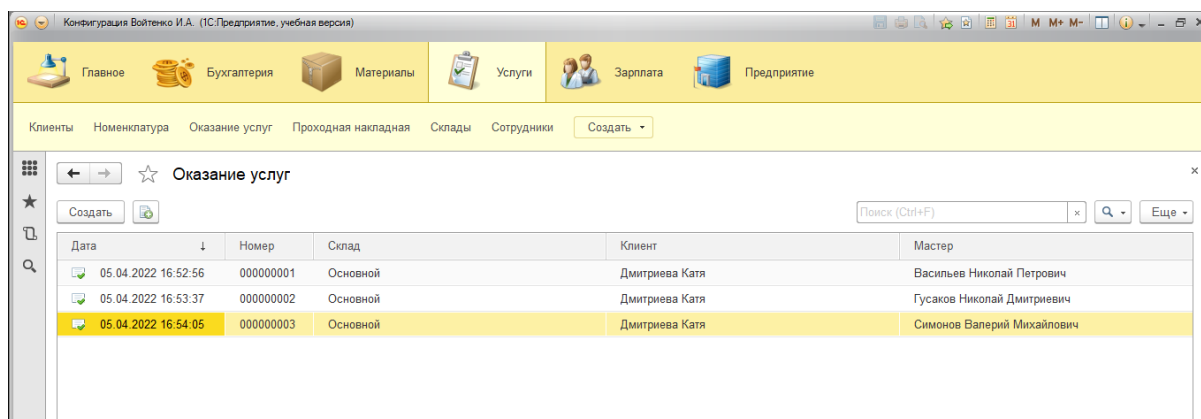 Конфигурация Войтенко И.А. (1С:Предприятие, учебная версия) M M+ M-
Главное Бухгалтерия Материалы Услуги Зарплата Предприятие
Клиенты Номенклатура Оказание услуг Проходная накладная Склады Сотрудники Создать
Оказание услуг
Создать Поиск (Ctrl+F) Еще
Дата Номер Склад Клиент Мастер
05.04.2022 16:52:56 000000001 Основной Дмитриева Катя Васильев Николай Петрович
05.04.2022 16:53:37 000000002 Основной Дмитриева Катя Гусаков Николай Дмитриевич
05.04.2022 16:54:05 000000003 Основной Дмитриева Катя Симонов Валерий Михайлович